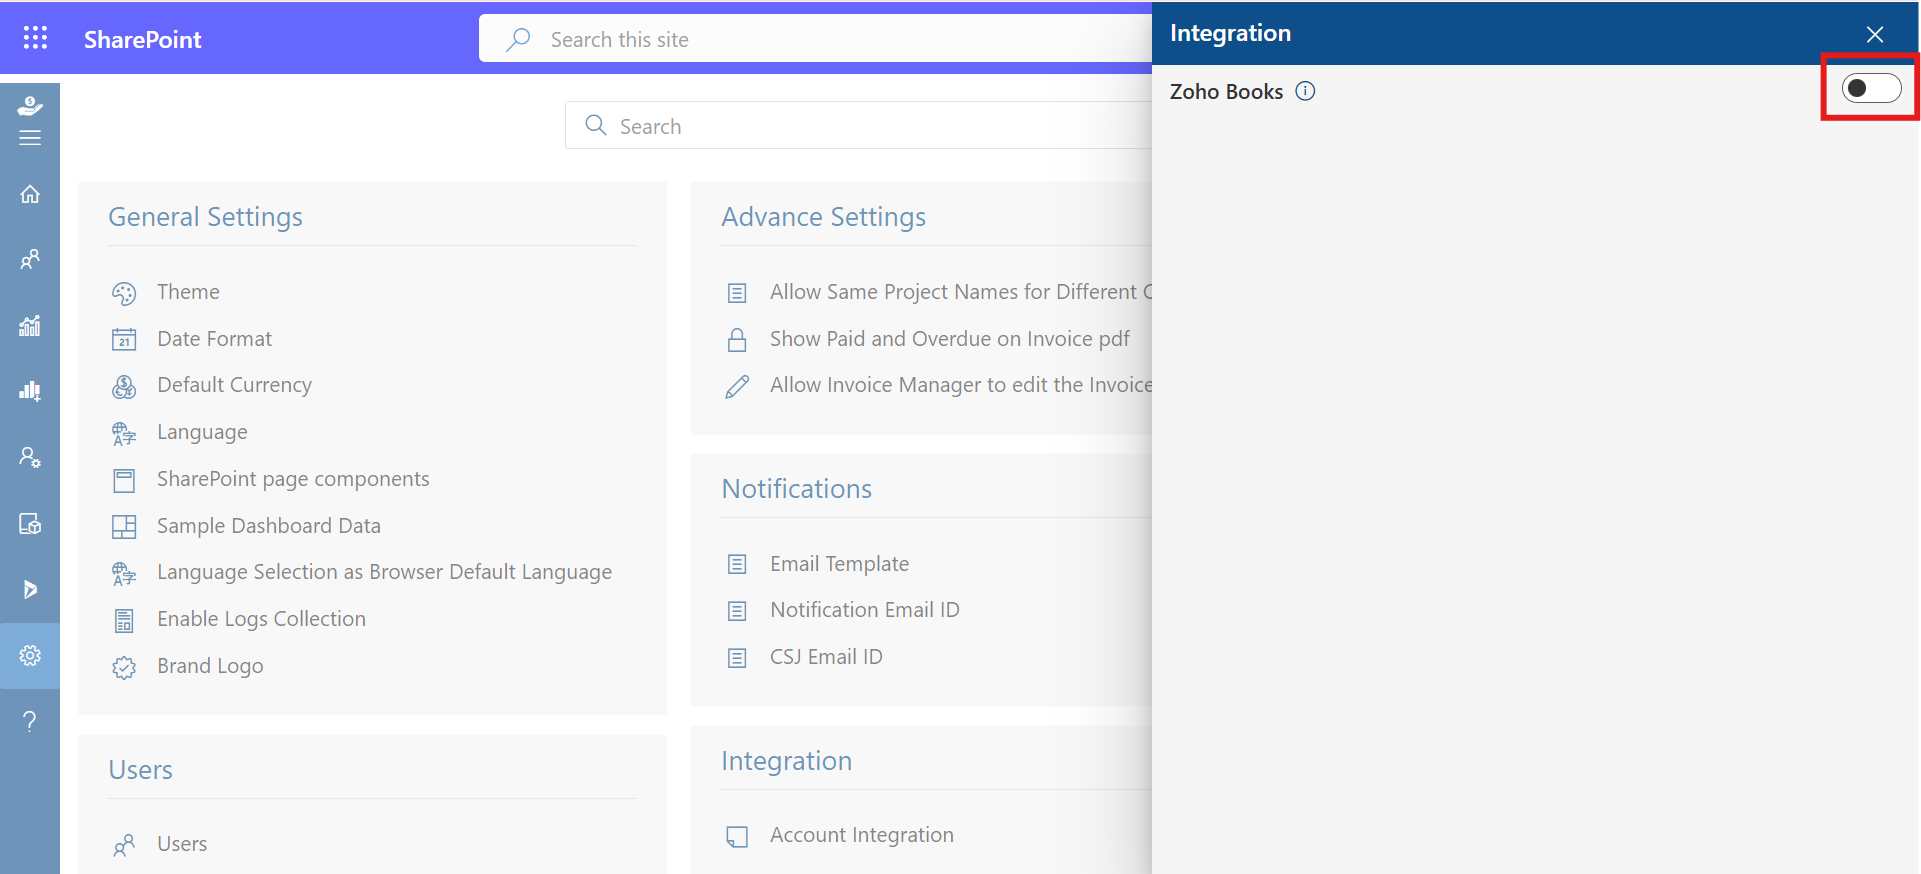 SharePoint
Search this site
Integration
Zoho Books
Search
General Settings
Theme
Date Format
21
Default Currency
Language
SharePoint page components
Sample Dashboard Data
Language Selection as Browser Default Language
Enable Logs Collection
Brand Logo
Users
Users
Advance Settings
Allow Same Project Names for Different C
Show Paid and Overdue on Invoice pdf
Allow Invoice Manager to edit the Invoice
Notifications
Email Template
Notification Email ID
CSJ Email ID
Integration
Account Integration